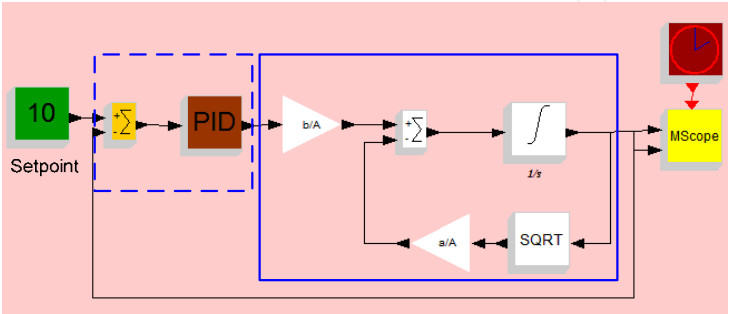 10
Setpoint
+
-
Σ
PID
b/A
+
-
Σ
∫
1/s
MScope
a/A
SQRT